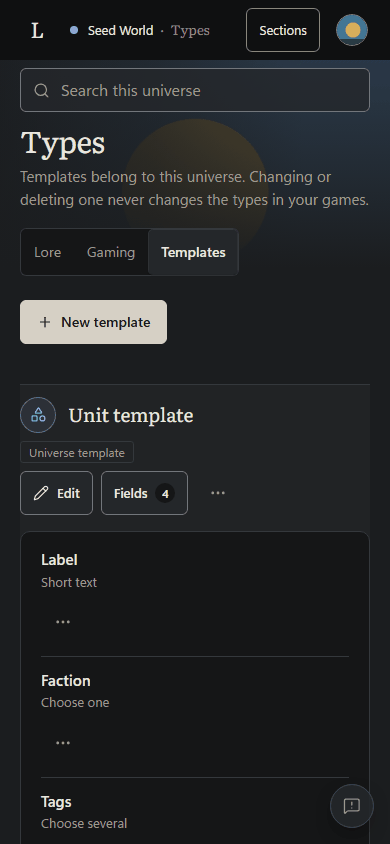 L
Seed World · Types
Sections
Search this universe
Types
Templates belong to this universe. Changing or
deleting one never changes the types in your games.
Lore Gaming Templates
+ New template
Unit template
Universe template
Edit Fields 4 ...
Label
Short text
...
Faction
Choose one
...
Tags
Choose several